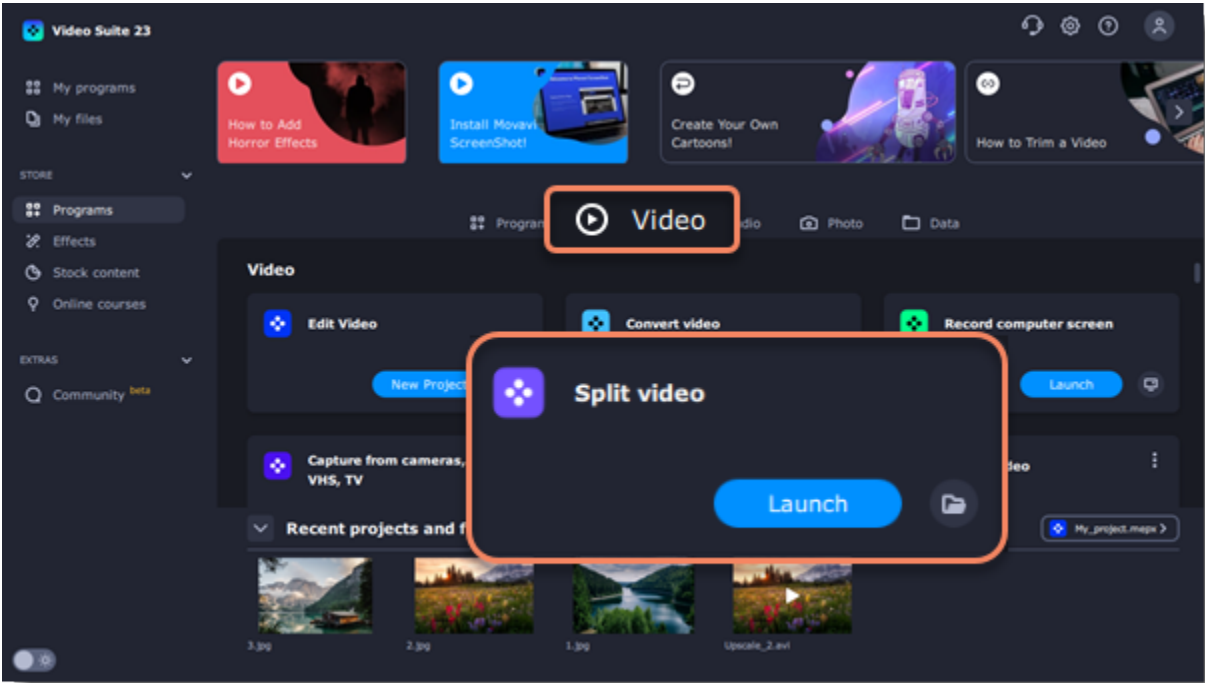 Video Suite 23
My programs
My files
STORE
Programs
Effects
Stock content
Online courses
EXTRAS
Community beta
How to Add
Horror Effects
Install Movavi
ScreenShot!
Create Your Own
Cartoons!
How to Trim a Video
Video
Photo
Data
Video
Edit Video
New Project
Convert video
Record computer screen
Launch
Split video
Launch
Capture from cameras,
VHS, TV
Recent projects and
My_project.mepx
3.jpg
2.jpg
1.jpg
Upscale_2.avi